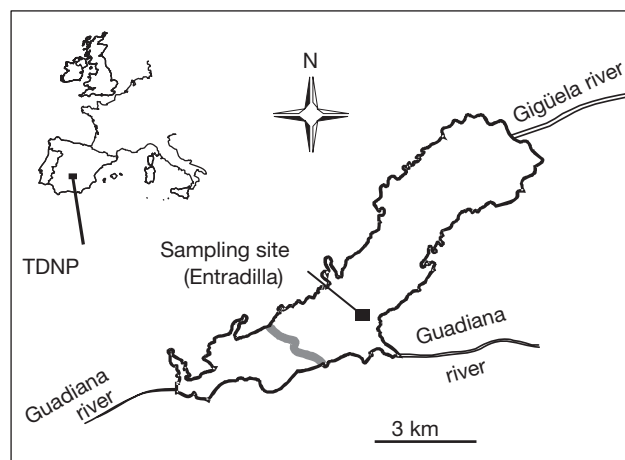 N
Gigüela river
TDNP
Sampling site
(Entradilla)
Guadiana
river
Guadiana
river
3 km